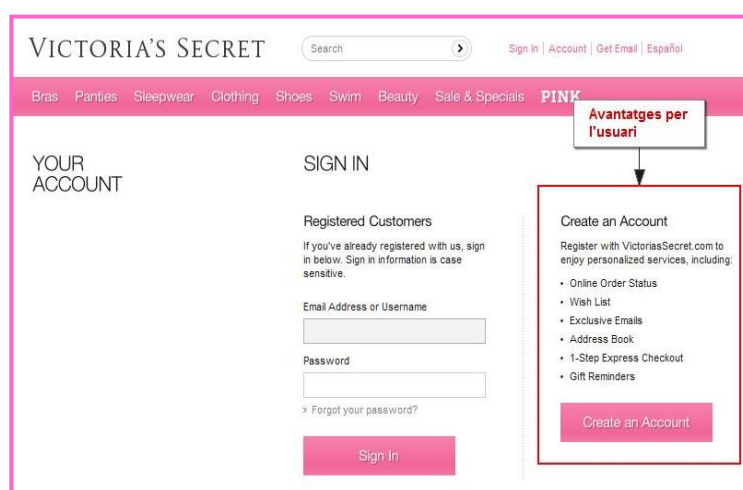 VICTORIA'S SECRET
Search
Sign In | Account | Get Email | Español
Bras Panties Sleepwear Clothing Shoes Swim Beauty Sale & Specials PINK
Avantatges per
l'usuari
YOUR
ACCOUNT
SIGN IN
Registered Customers
If you've already registered with us, sign
in below. Sign in information is case
sensitive.
Email Address or Username
Password
> Forgot your password?
Sign In
Create an Account
Register with VictoriasSecret.com to
enjoy personalized services, including:
• Online Order Status
• Wish List
• Exclusive Emails
• Address Book
• 1-Step Express Checkout
• Gift Reminders
Create an Account